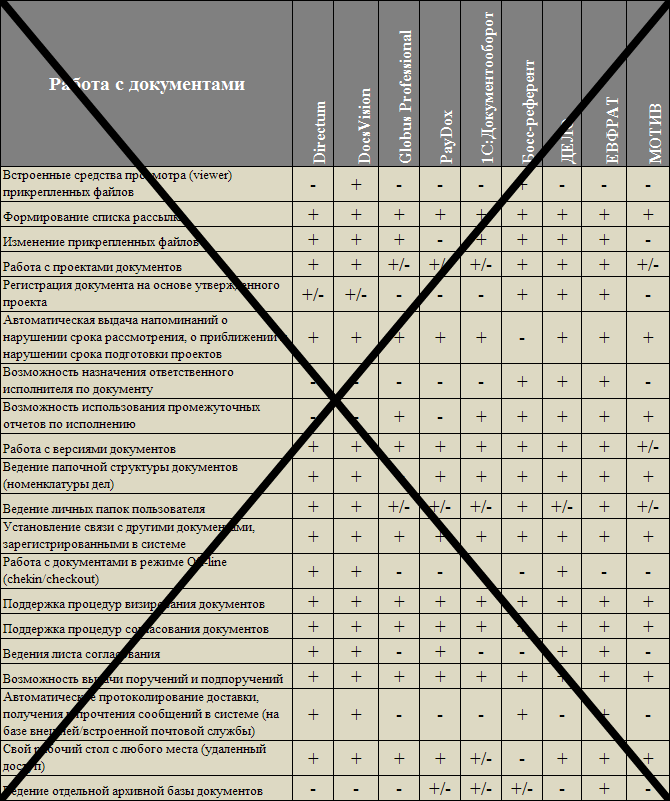 Работа с документами
Directum
DocsVision
Globus Professional
PayDox
1С:Документооборот
Босс-референт
ДЕЛО
ЕВФРАТ
МОТИВ
Встроенные средства просмотра (viewer)
прикрепленных файлов
- + - - - + - - -
Формирование списка рассылки + + + + + + + + +
Изменение прикрепленных файлов + + + - + + + + -
Работа с проектами документов + + +/- +/- +/- + + + +/-
Регистрация документа на основе утвержденного
проекта
+/- +/- - - - + + + -
Автоматическая выдача напоминаний о
нарушении срока рассмотрения, о приближении
нарушении срока подготовки проектов
+ + + + + - + + +
Возможность назначения ответственного
исполнителя по документу
- - - - - + + + -
Возможность использования промежуточных
отчетов по исполнению
- - + - + + + + +
Работа с версиями документов + + + + + + + + +/-
Ведение папочной структуры документов
(номенклатуры дел)
+ + + + + + + +
Ведение личных папок пользователя + + +/- +/- +/- + +/- + +/-
Установление связи с другими документами,
зарегистрированными в системе
+ + + + + + + + +
Работа с документами в режиме Off-line
(chekin/checkout)
+ + - - - + - -
Поддержка процедур визирования документов + + + + + + + + +
Поддержка процедур согласования документов + + + + + + + +
Ведения листа согласования + + - + - - + + -
Возможность выдачи поручений и подпоручений + + + + + + + + +
Автоматическое протоколирование доставки,
получения и прочтения сообщений в системе (на
базе внешней/встроенной почтовой службы)
+ + - - - + - + -
Свой рабочий стол с любого места (удаленный
доступ)
+ + + + +/- - + + +
Ведение отдельной архивной базы документов - - - +/- +/- +/- - + -